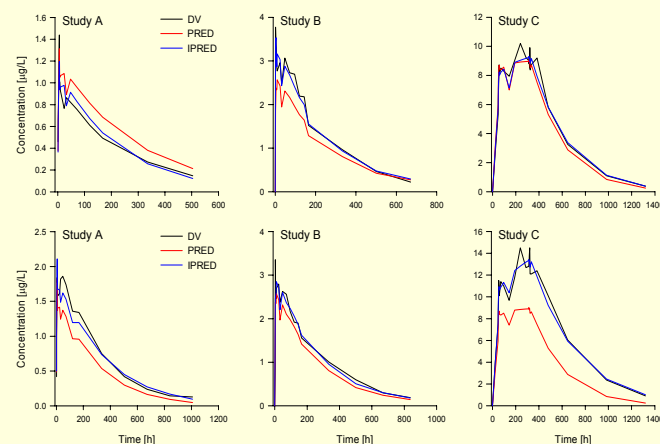 Study A
DV
PRED
IPRED
Concentration [µg/L]
1.6
1.4
1.2
1.0
0.8
0.6
0.4
0.2
0.0
0 100 200 300 400 500 600
Study B
4
3
2
1
0
0 200 400 600 800
Study C
12
10
8
6
4
2
0
0 200 400 600 800 1000 1200 1400
Study A
DV
PRED
IPRED
Concentration [µg/L]
2.5
2.0
1.5
1.0
0.5
0.0
0 200 400 600 800 1000 1200
Time [h]
Study B
4
3
2
1
0
0 200 400 600 800 1000
Time [h]
Study C
16
14
12
10
8
6
4
2
0
0 200 400 600 800 1000 1200 1400
Time [h]